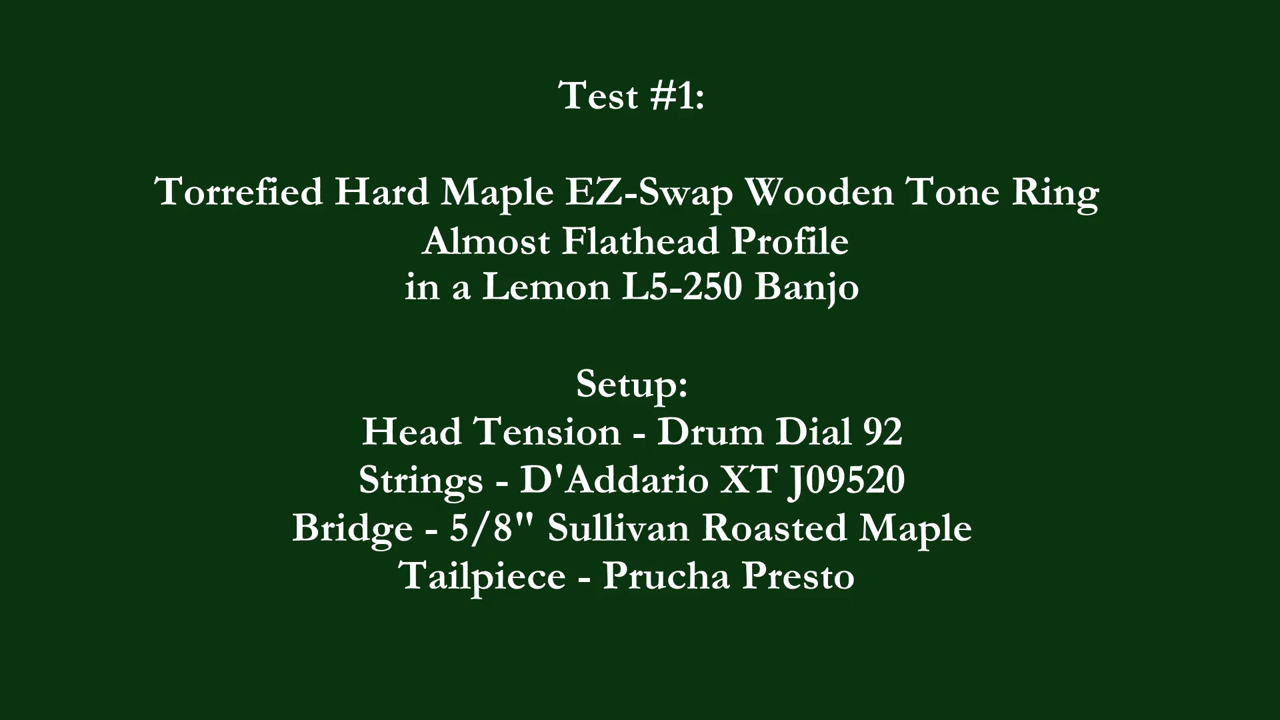 Test #1:
Torrefied Hard Maple EZ-Swap Wooden Tone Ring
Almost Flathead Profile
in a Lemon L5-250 Banjo
Setup:
Head Tension - Drum Dial 92
Strings - D'Addario XT J09520
Bridge - 5/8" Sullivan Roasted Maple
Tailpiece - Prucha Presto